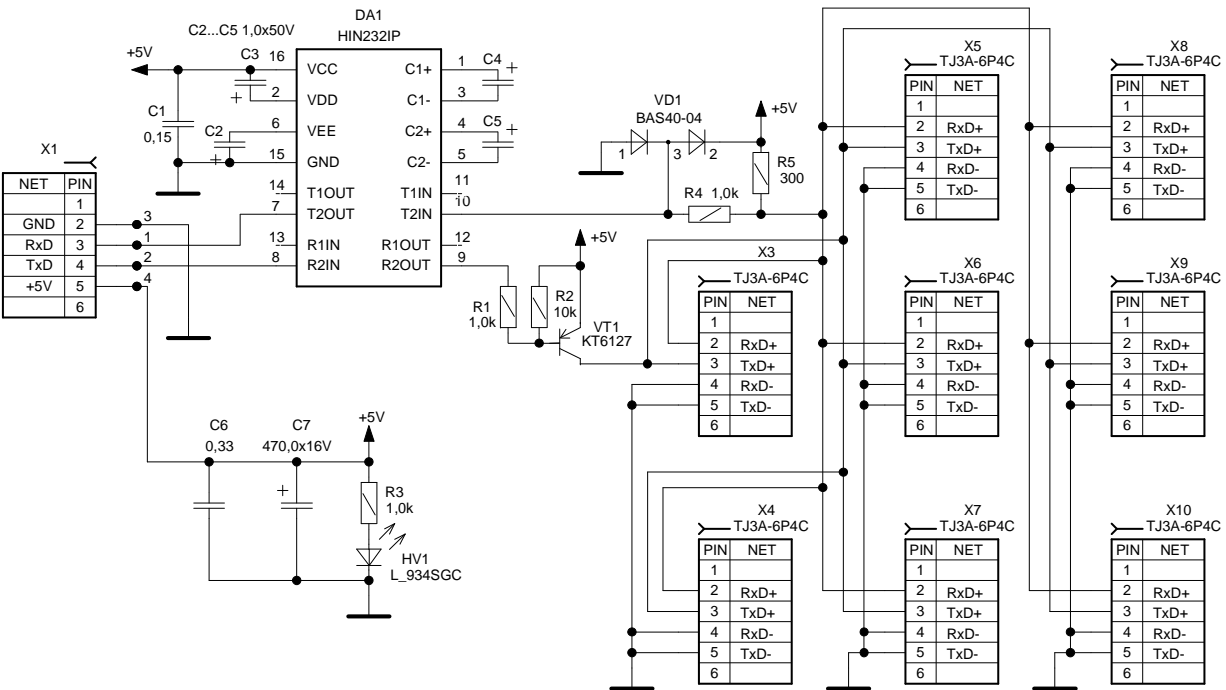 DA1
HIN232IP
C2...C5 1,0x50V
+5V
C3
16 VCC C1+ 1 C4 +
2 VDD C1- 3
+
C1
0,15
C2
6 VEE C2+ 4 C5 +
+
15 GND C2- 5
14 T1OUT T1IN 11
7 T2OUT T2IN 10
13 R1IN R1OUT 12
8 R2IN R2OUT 9
X1
NET PIN
1
GND 2 3
RxD 3 1
TxD 4 2
+5V 5 4
6
VD1
BAS40-04
+5V
1 3 2
R5
300
R4 1,0k
+5V
R1
1,0k
R2
10k
VT1
KT6127
C6
0,33
C7
470,0x16V
+
+5V
R3
1,0k
HV1
L_934SGC
X3
TJ3A-6P4C
PIN NET
1
2 RxD+
3 TxD+
4 RxD-
5 TxD-
6
X4
TJ3A-6P4C
PIN NET
1
2 RxD+
3 TxD+
4 RxD-
5 TxD-
6
X5
TJ3A-6P4C
PIN NET
1
2 RxD+
3 TxD+
4 RxD-
5 TxD-
6
X6
TJ3A-6P4C
PIN NET
1
2 RxD+
3 TxD+
4 RxD-
5 TxD-
6
X7
TJ3A-6P4C
PIN NET
1
2 RxD+
3 TxD+
4 RxD-
5 TxD-
6
X8
TJ3A-6P4C
PIN NET
1
2 RxD+
3 TxD+
4 RxD-
5 TxD-
6
X9
TJ3A-6P4C
PIN NET
1
2 RxD+
3 TxD+
4 RxD-
5 TxD-
6
X10
TJ3A-6P4C
PIN NET
1
2 RxD+
3 TxD+
4 RxD-
5 TxD-
6